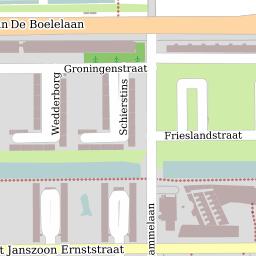 n De Boelelaan
Groningenstraat
Wedderborg
Schierstins
Frieslandstraat
ammelaan
t Janszoon Ernststraat